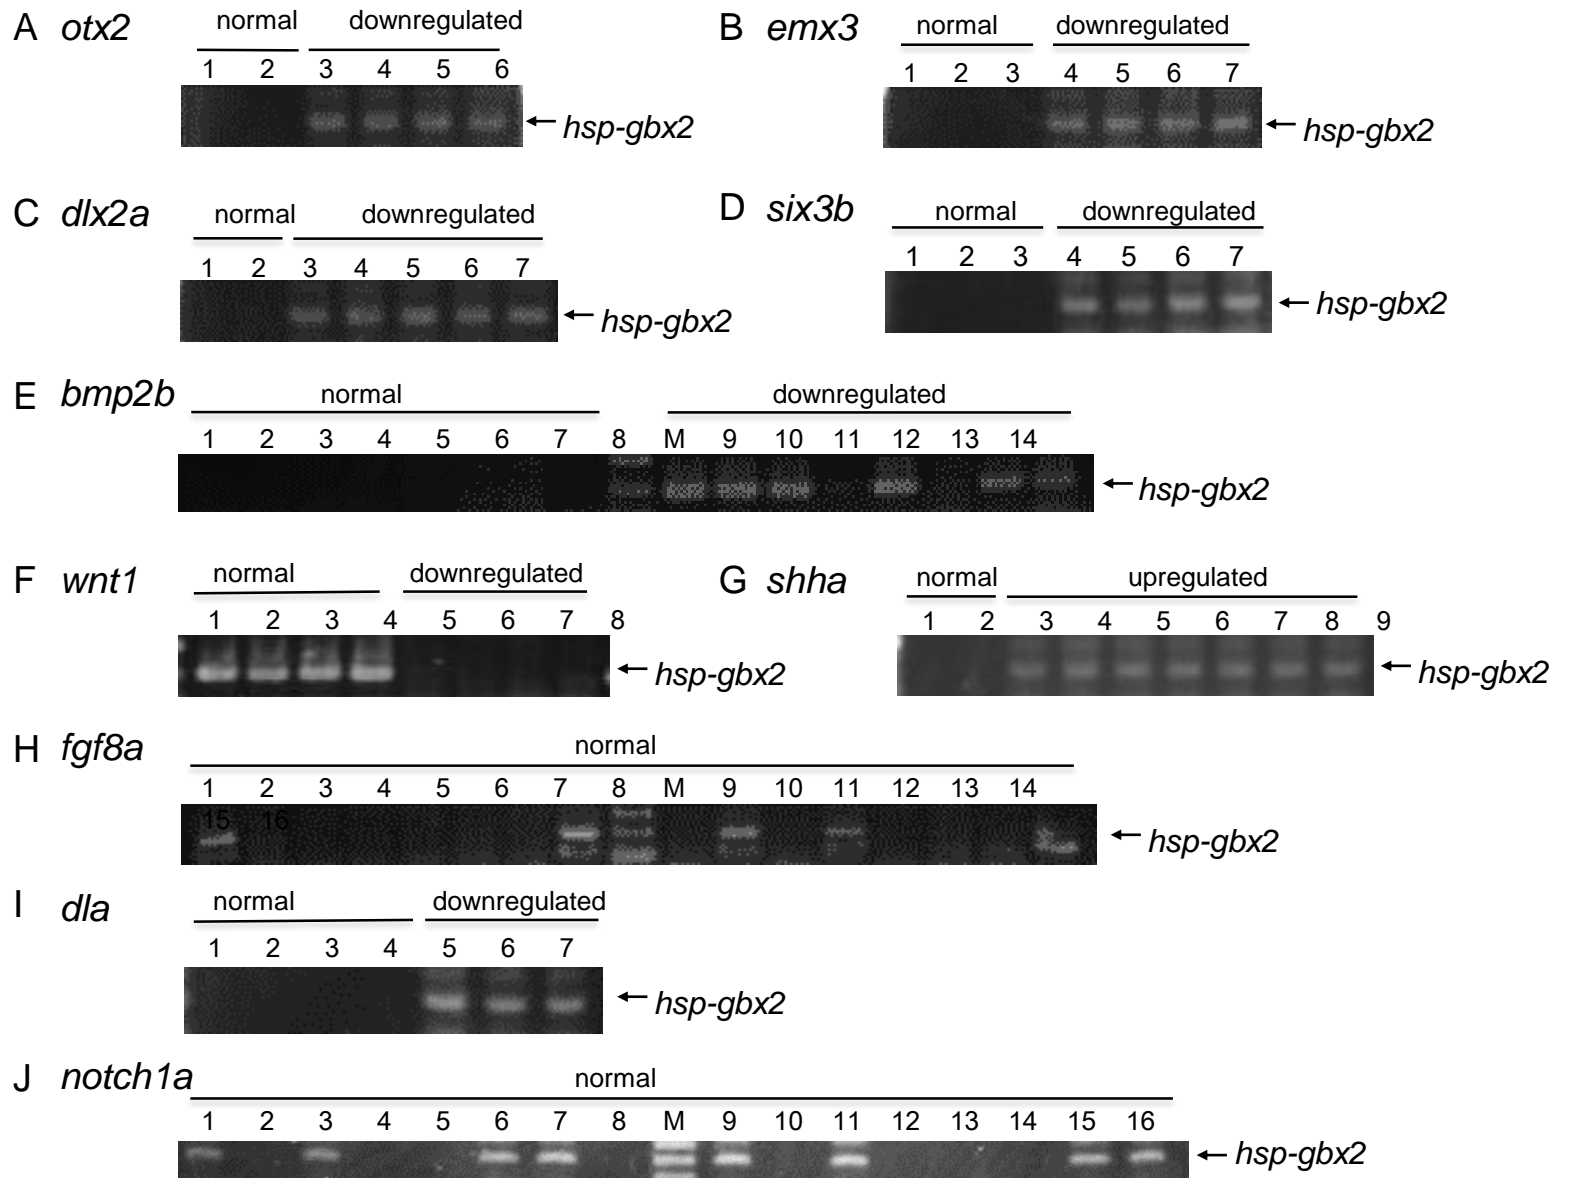 A otx2 normal downregulated
1 2 3 4 5 6
hsp-gbx2
B emx3 normal downregulated
1 2 3 4 5 6 7
hsp-gbx2
C dlx2a normal downregulated
1 2 3 4 5 6 7
hsp-gbx2
D six3b normal downregulated
1 2 3 4 5 6 7
hsp-gbx2
E bmp2b normal downregulated
1 2 3 4 5 6 7 8 M 9 10 11 12 13 14
hsp-gbx2
F wnt1 normal downregulated
1 2 3 4 5 6 7 8
hsp-gbx2
G shha normal upregulated
1 2 3 4 5 6 7 8 9
hsp-gbx2
H fgf8a normal
1 2 3 4 5 6 7 8 M 9 10 11 12 13 14
15 16
hsp-gbx2
I dla normal downregulated
1 2 3 4 5 6 7
hsp-gbx2
J notch1a normal
1 2 3 4 5 6 7 8 M 9 10 11 12 13 14 15 16
hsp-gbx2